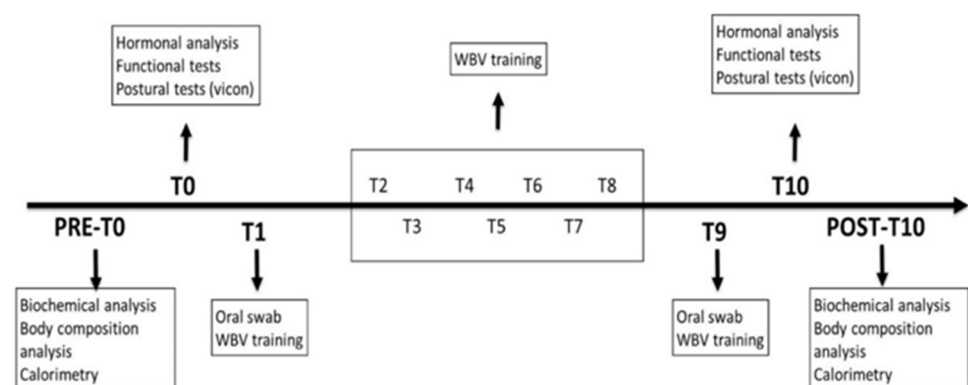 Hormonal analysis
Functional tests
Postural tests (vicon)
WBV training
Hormonal analysis
Functional tests
Postural tests (vicon)
T0
T2
T4
T6
T8
T10
PRE-T0
T1
T3
T5
T7
T9
POST-T10
Biochemical analysis
Body composition
analysis
Calorimetry
Oral swab
WBV training
Oral swab
WBV training
Biochemical analysis
Body composition
analysis
Calorimetry